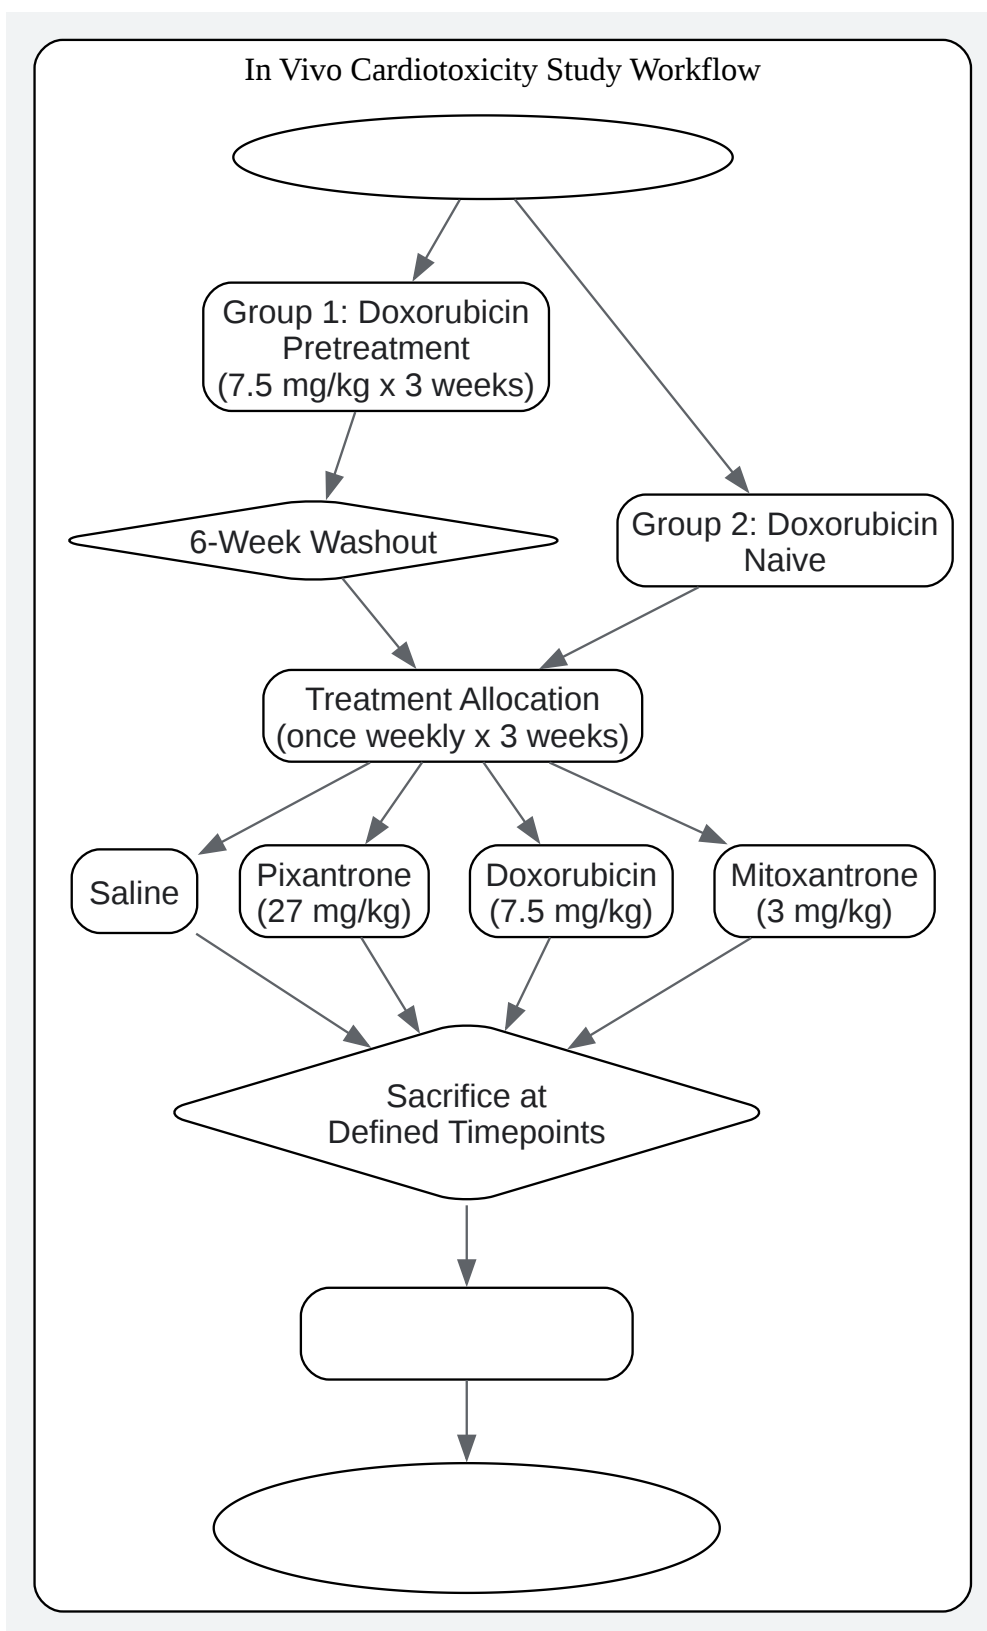 In Vivo Cardiotoxicity Study Workflow
Group 1: Doxorubicin
Pretreatment
(7.5 mg/kg x 3 weeks)
6-Week Washout
Group 2: Doxorubicin
Naive
Treatment Allocation
(once weekly x 3 weeks)
Saline
Pixantrone
(27 mg/kg)
Doxorubicin
(7.5 mg/kg)
Mitoxantrone
(3 mg/kg)
Sacrifice at
Defined Timepoints